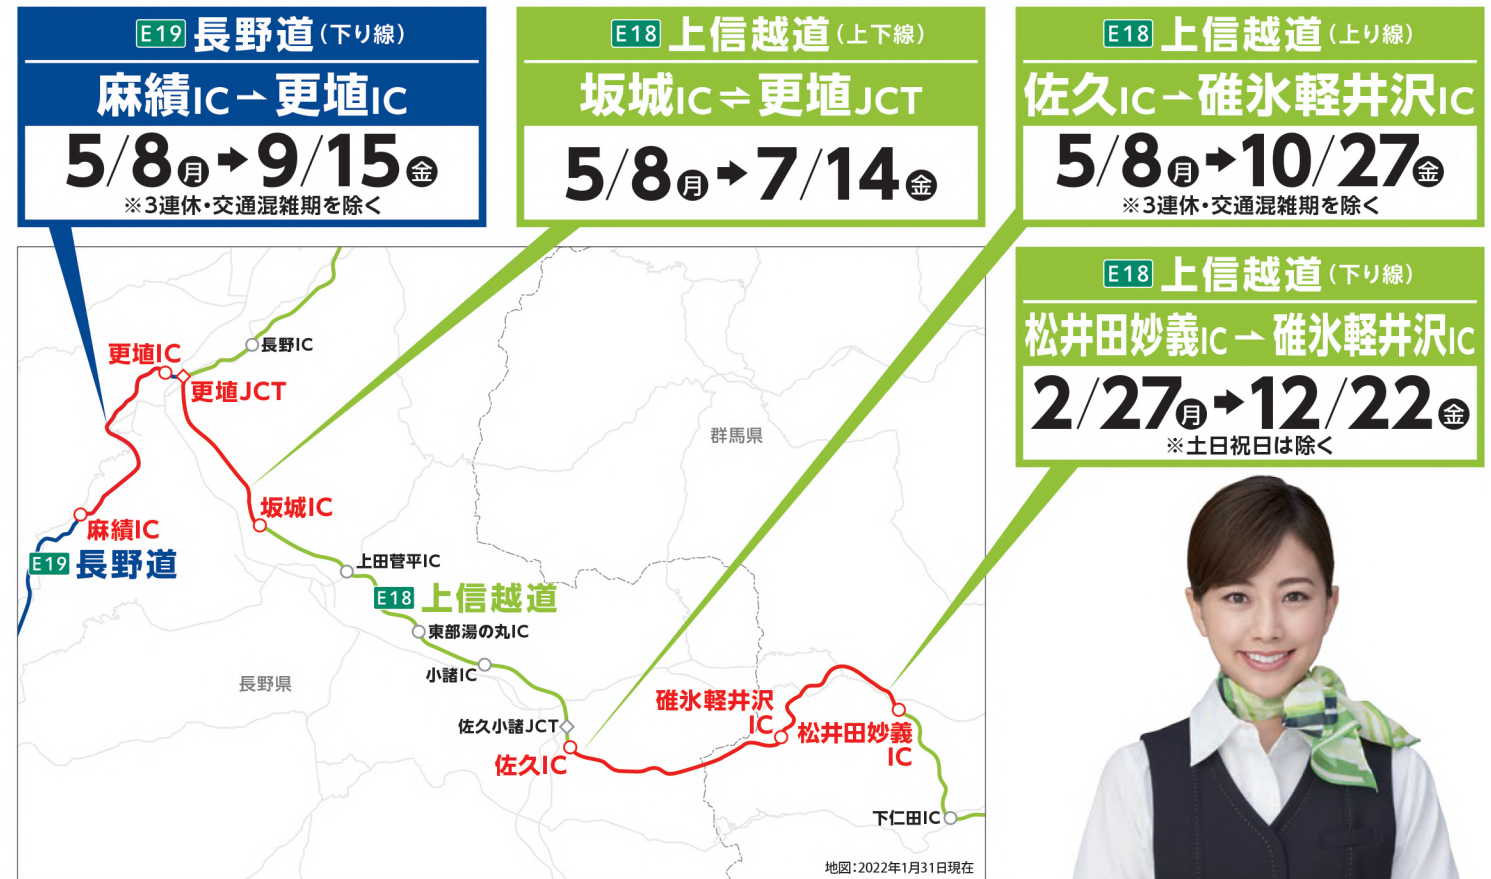 E19 長野道（下り線）
麻績IC⇀更埴IC
5/8㊊➡9/15㊎
※3連休・交通混雑期を除く
E18 上信越道（上下線）
坂城IC⇌更埴JCT
5/8㊊➡7/14㊎
E18 上信越道（上り線）
佐久IC⇀碓氷軽井沢IC
5/8㊊➡10/27㊎
※3連休・交通混雑期を除く
E18 上信越道（下り線）
松井田妙義IC⇀碓氷軽井沢IC
2/27㊊➡12/22㊎
※土日祝日は除く
長野IC
更埴IC
更埴JCT
群馬県
坂城IC
麻績IC
E19 長野道
上田菅平IC
E18 上信越道
東部湯の丸IC
小諸IC
長野県
佐久小諸JCT
佐久IC
碓氷軽井沢
IC
松井田妙義
IC
下仁田IC
地図：2022年1月31日現在